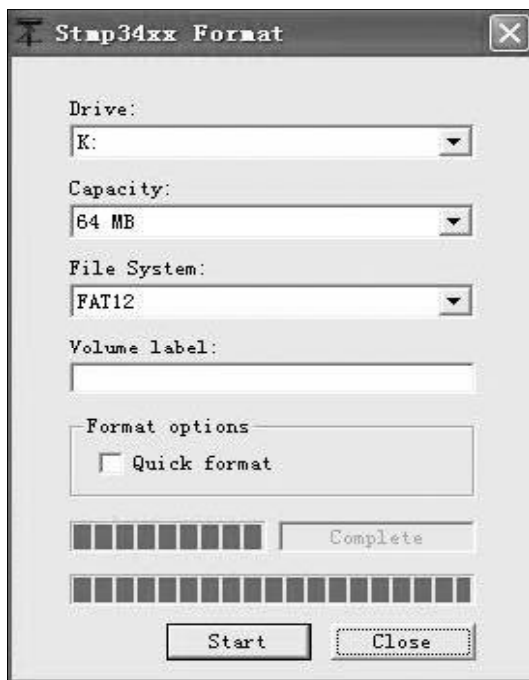 Stmp34xx Format
Drive:
K:
Capacity:
64 MB
File System:
FAT12
Volume label:
Format options
Quick format
Complete
Start
Close